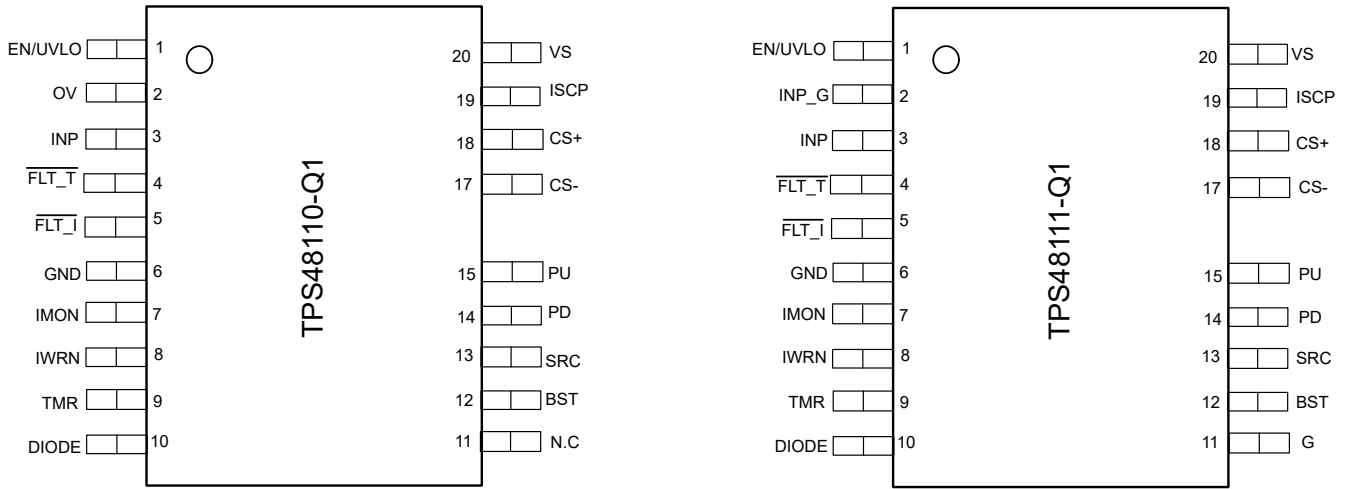 EN/UVLO 1
OV 2
INP 3
FLT_T 4
FLT_I 5
GND 6
IMON 7
IWRN 8
TMR 9
DIODE 10
TPS48110-Q1
20 VS
19 ISCP
18 CS+
17 CS-
15 PU
14 PD
13 SRC
12 BST
11 N.C
EN/UVLO 1
INP_G 2
INP 3
FLT_T 4
FLT_I 5
GND 6
IMON 7
IWRN 8
TMR 9
DIODE 10
TPS48111-Q1
20 VS
19 ISCP
18 CS+
17 CS-
15 PU
14 PD
13 SRC
12 BST
11 G